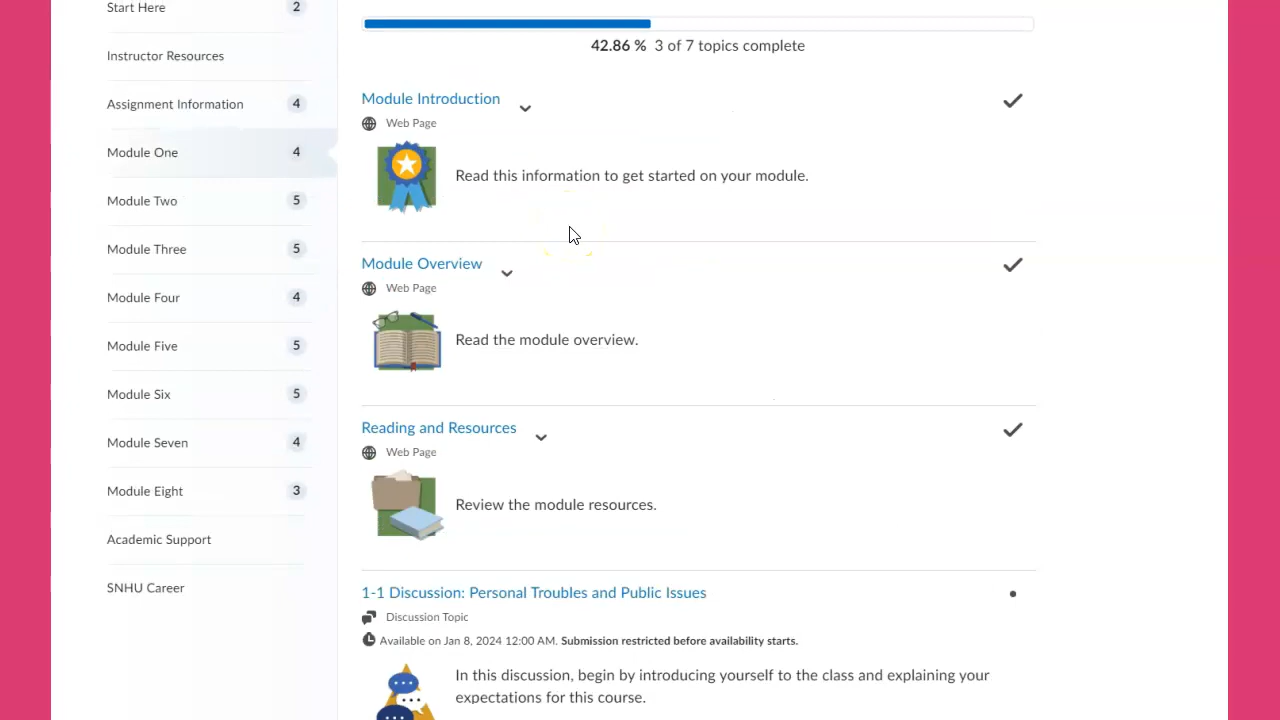 Start Here 2
Instructor Resources
Assignment Information 4
Module One 4
Module Two 5
Module Three 5
Module Four 4
Module Five 5
Module Six 5
Module Seven 4
Module Eight 3
Academic Support
SNHU Career
42.86 % 3 of 7 topics complete
Module Introduction
Web Page
Read this information to get started on your module.
Module Overview
Web Page
Read the module overview.
Reading and Resources
Web Page
Review the module resources.
1-1 Discussion: Personal Troubles and Public Issues
Discussion Topic
Available on Jan 8, 2024 12:00 AM. Submission restricted before availability starts.
In this discussion, begin by introducing yourself to the class and explaining your
expectations for this course.